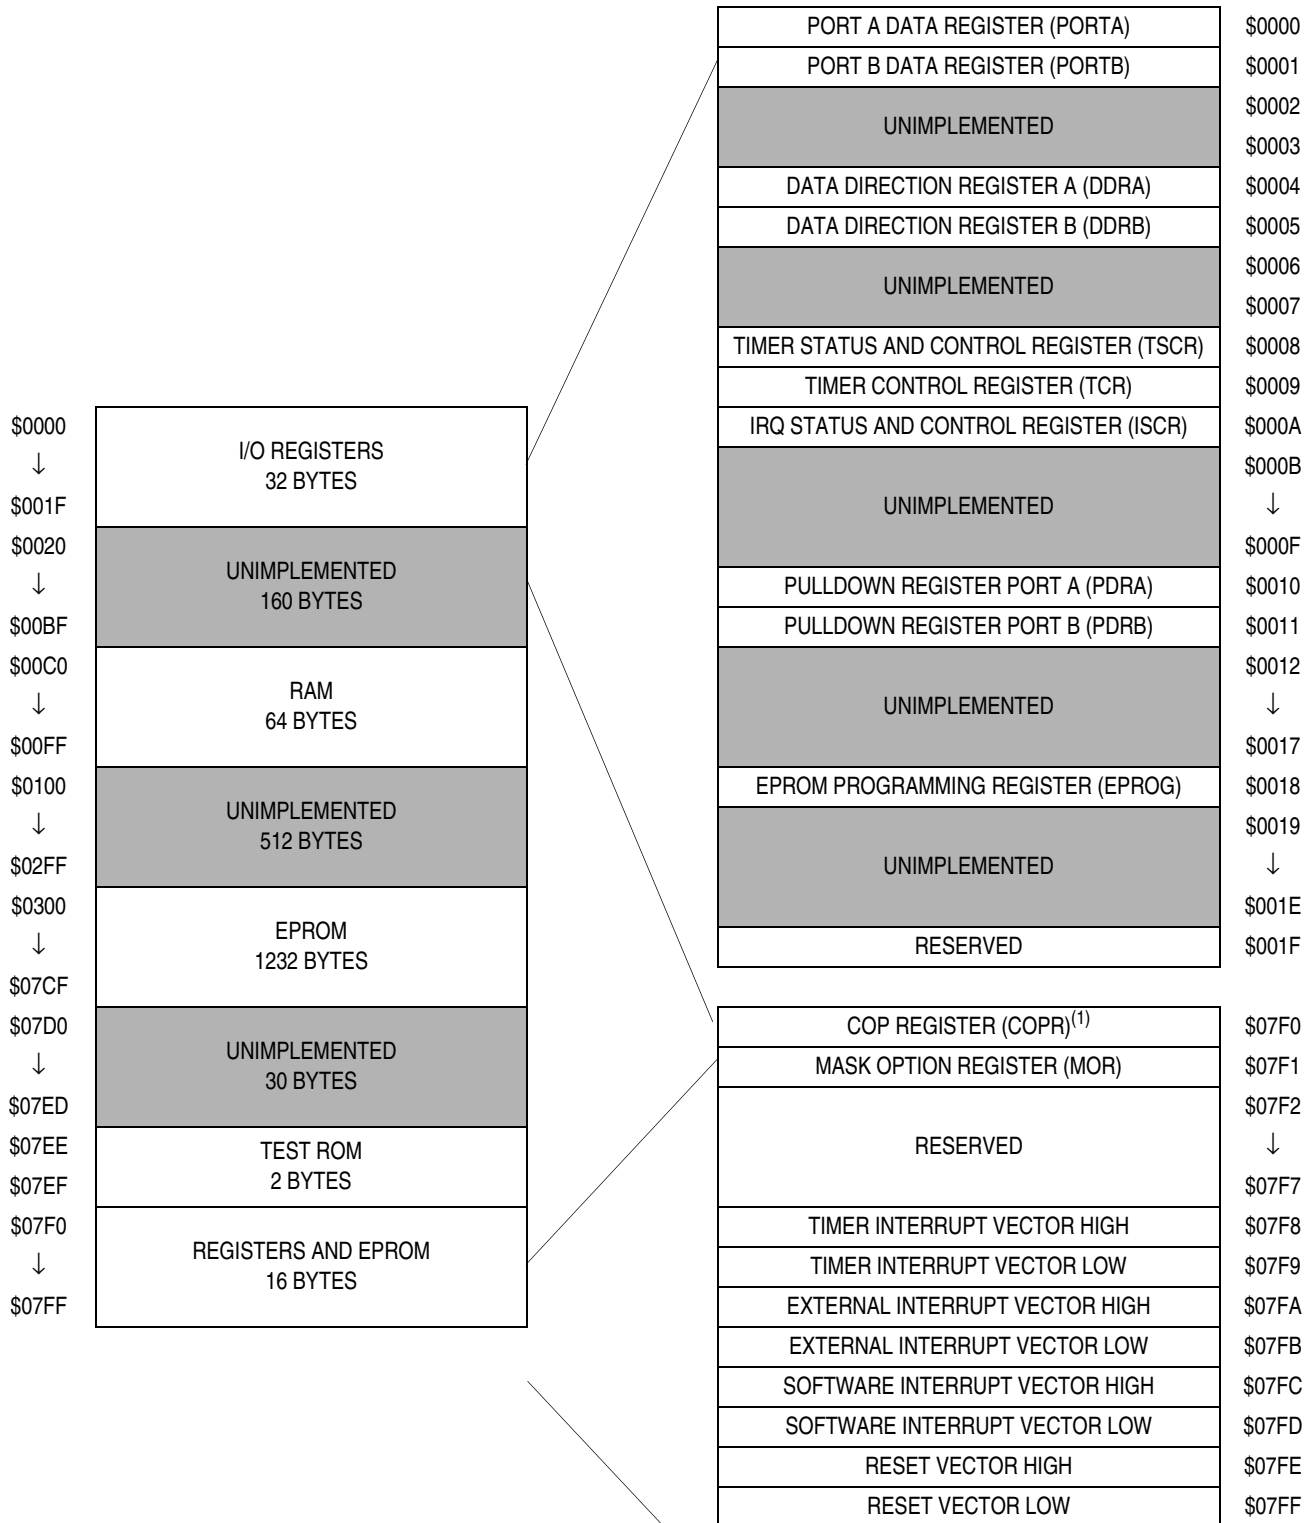 $0000
↓
$001F
I/O REGISTERS
32 BYTES
$0020
↓
$00BF
UNIMPLEMENTED
160 BYTES
$00C0
↓
$00FF
RAM
64 BYTES
$0100
↓
$02FF
UNIMPLEMENTED
512 BYTES
$0300
↓
$07CF
EPROM
1232 BYTES
$07D0
↓
$07ED
UNIMPLEMENTED
30 BYTES
$07EE
$07EF
TEST ROM
2 BYTES
$07F0
↓
$07FF
REGISTERS AND EPROM
16 BYTES
PORT A DATA REGISTER (PORTA) $0000
PORT B DATA REGISTER (PORTB) $0001
$0002
UNIMPLEMENTED
$0003
DATA DIRECTION REGISTER A (DDRA) $0004
DATA DIRECTION REGISTER B (DDRB) $0005
$0006
UNIMPLEMENTED
$0007
TIMER STATUS AND CONTROL REGISTER (TSCR) $0008
TIMER CONTROL REGISTER (TCR) $0009
IRQ STATUS AND CONTROL REGISTER (ISCR) $000A
$000B
UNIMPLEMENTED ↓
$000F
PULLDOWN REGISTER PORT A (PDRA) $0010
PULLDOWN REGISTER PORT B (PDRB) $0011
$0012
UNIMPLEMENTED ↓
$0017
EPROM PROGRAMMING REGISTER (EPROG) $0018
$0019
UNIMPLEMENTED ↓
$001E
RESERVED $001F
COP REGISTER (COPR)(1) $07F0
MASK OPTION REGISTER (MOR) $07F1
$07F2
RESERVED ↓
$07F7
TIMER INTERRUPT VECTOR HIGH $07F8
TIMER INTERRUPT VECTOR LOW $07F9
EXTERNAL INTERRUPT VECTOR HIGH $07FA
EXTERNAL INTERRUPT VECTOR LOW $07FB
SOFTWARE INTERRUPT VECTOR HIGH $07FC
SOFTWARE INTERRUPT VECTOR LOW $07FD
RESET VECTOR HIGH $07FE
RESET VECTOR LOW $07FF